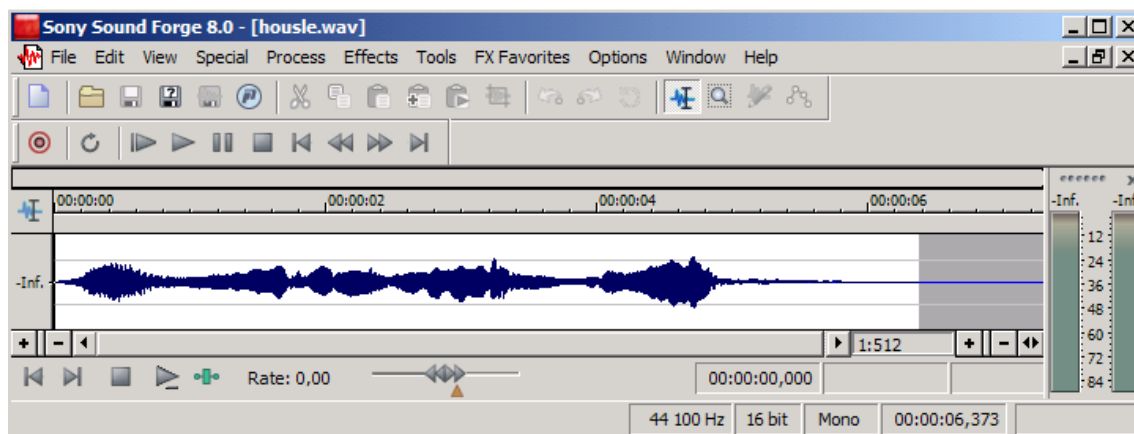 Sony Sound Forge 8.0 - [housle.wav]
File Edit View Special Process Effects Tools FX Favorites Options Window Help
00:00:00 00:00:02 00:00:04 00:00:06
-Inf. -Inf
12
24
-Inf.
36
48
60
72
84
1:512
Rate: 0,00
00:00:00,000
44 100 Hz 16 bit Mono 00:00:06,373